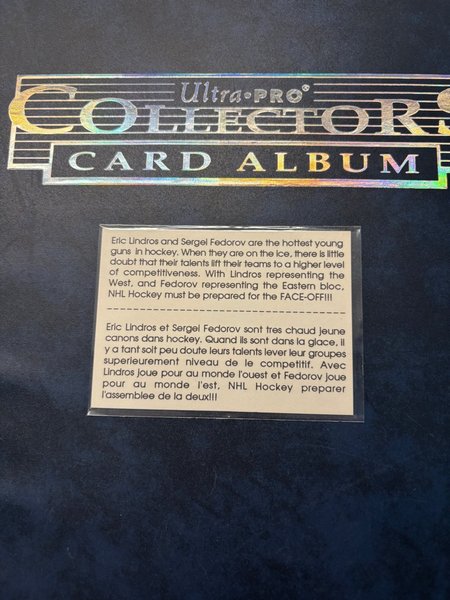 Ultra•PRO®
COLLECTORS
CARD ALBUM
Eric Lindros and Sergei Fedorov are the hottest young
guns in hockey. When they are on the ice, there is little
doubt that their talents lift their teams to a higher level
of competitiveness. With Lindros representing the
West, and Fedorov representing the Eastern bloc,
NHL Hockey must be prepared for the FACE-OFF!!!
Eric Lindros et Sergei Fedorov sont tres chaud jeune
canons dans hockey. Quand ils sont dans la glace, il
y a tant soit peu doute leurs talents lever leur groupes
superieurement niveau de le competitif. Avec
Lindros joue pour au monde l'ouest et Fedorov joue
pour au monde l'est, NHL Hockey preparer
l'assemblee de la deux!!!